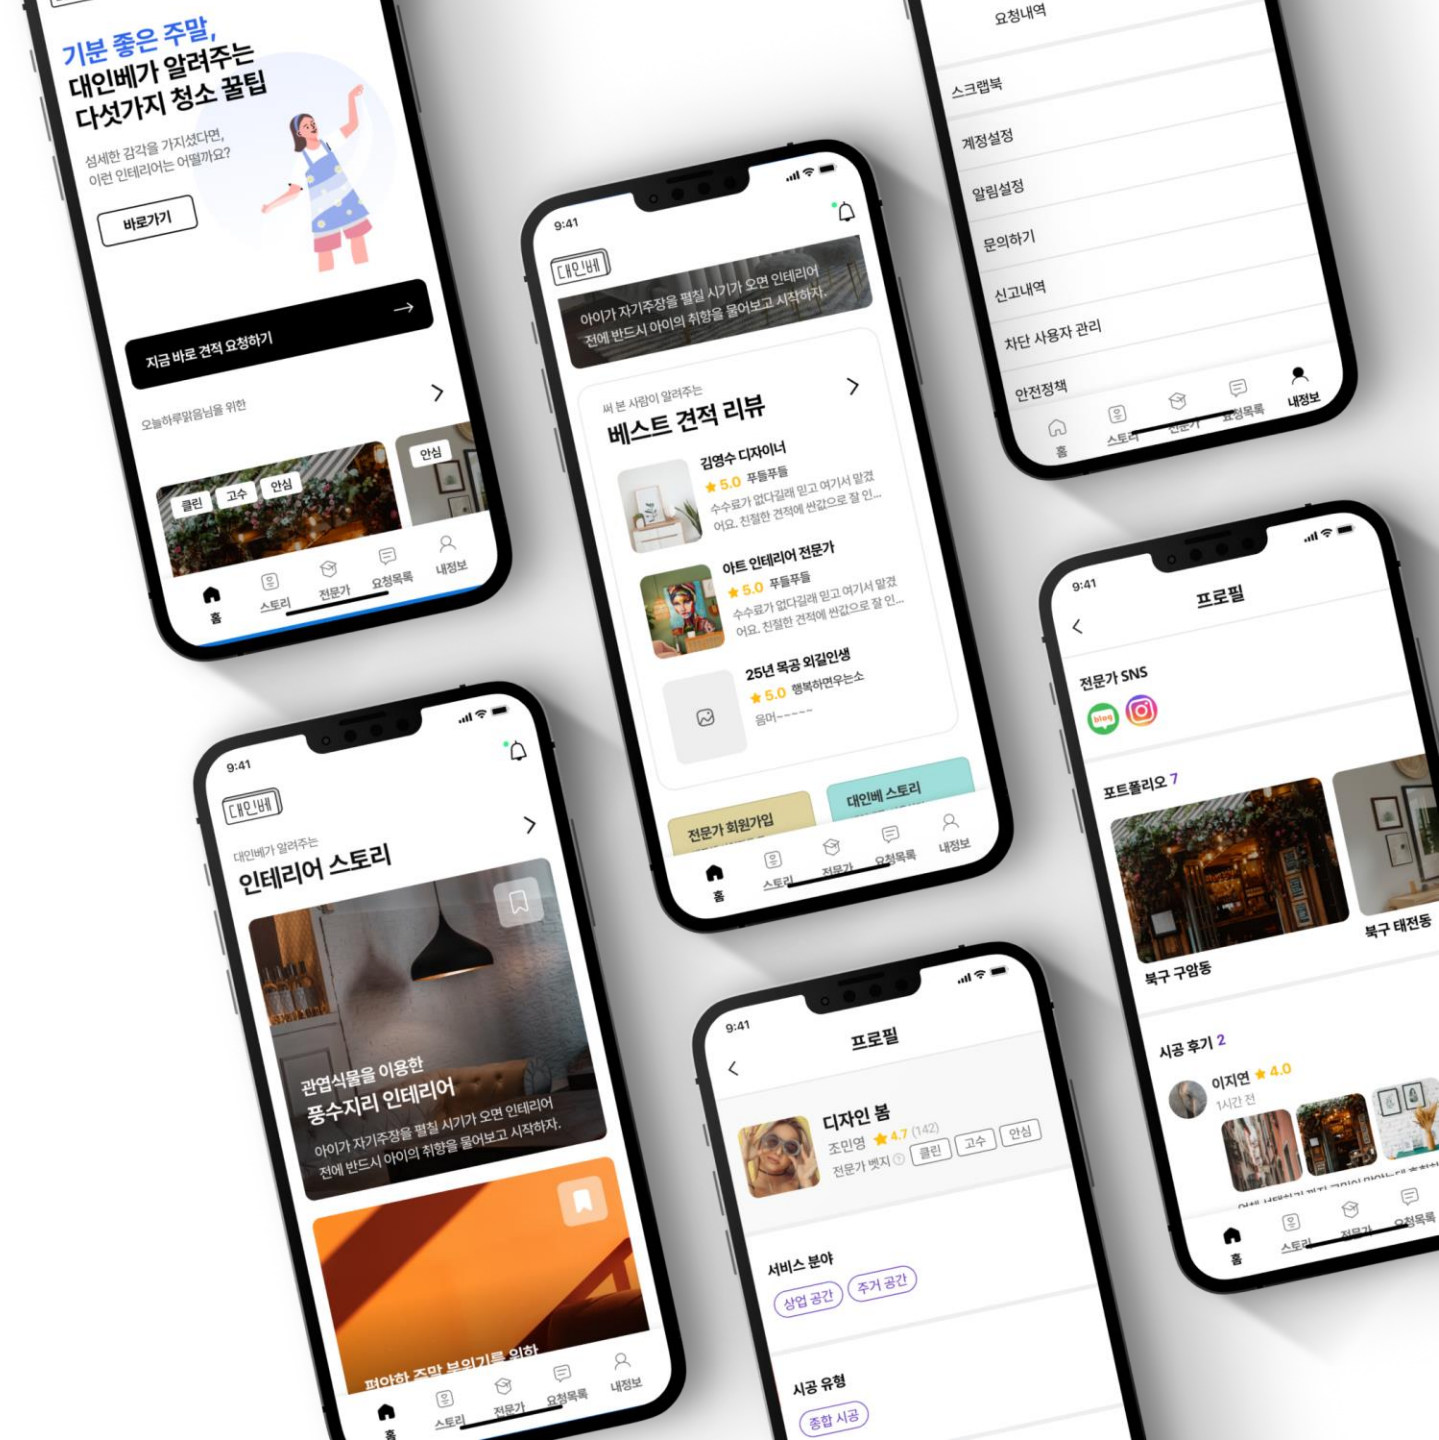 기분 좋은 주말,
대인베가 알려주는
다섯가지 청소 꿀팁
섬세한 감각을 가지셨다면,
이런 인테리어는 어떨까요?
바로가기
지금 바로 견적 요청하기
오늘하루맑음님을 위한
클린 고수 안심
안심
홈 스토리 전문가 요청목록 내정보
9:41
대인베
아이가 자기주장을 펼칠 시기가 오면 인테리어
전에 반드시 아이의 취향을 물어보고 시작하자.
써 본 사람이 알려주는
베스트 견적 리뷰
김영수 디자이너
5.0 푸들푸들
수수료가 없다길래 믿고 여기서 맡겼
어요. 친절한 견적에 싼값으로 잘 인...
아트 인테리어 전문가
5.0 푸들푸들
수수료가 없다길래 믿고 여기서 맡겼
어요. 친절한 견적에 싼값으로 잘 인...
25년 목공 외길인생
5.0 행복하면우는소
음머~~~~~
전문가 회원가입
대인베 스토리
홈 스토리 전문가 요청목록 내정보
요청내역
스크랩북
계정설정
알림설정
문의하기
신고내역
차단 사용자 관리
안전정책
홈 스토리 전문가 요청목록 내정보
9:41
대인베
대인베가 알려주는
인테리어 스토리
관엽식물을 이용한
풍수지리 인테리어
아이가 자기주장을 펼칠 시기가 오면 인테리어
전에 반드시 아이의 취향을 물어보고 시작하자.
편안한 주말 분위기를 위한
홈 스토리 전문가 요청목록 내정보
9:41
프로필
디자인 봄
조민영 4.7 (142)
전문가 뱃지 클린 고수 안심
서비스 분야
상업 공간 주거 공간
시공 유형
종합 시공
9:41
프로필
전문가 SNS
blog
포트폴리오 7
북구 구암동
북구 태전동
시공 후기 2
이지연 4.0
1시간 전
홈 스토리 전문가 요청목록